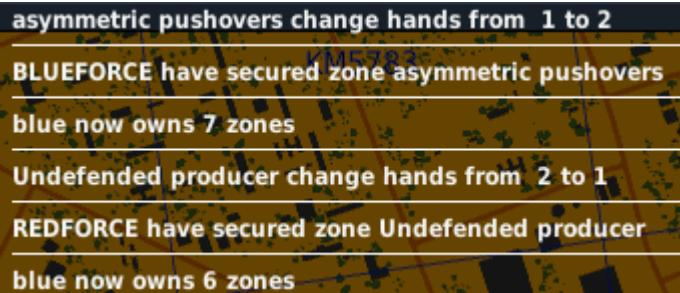 asymmetric pushovers change hands from  1 to 2
KM5783
BLUEFORCE have secured zone asymmetric pushovers
blue now owns 7 zones
Undefended producer change hands from  2 to 1
REDFORCE have secured zone Undefended producer
blue now owns 6 zones